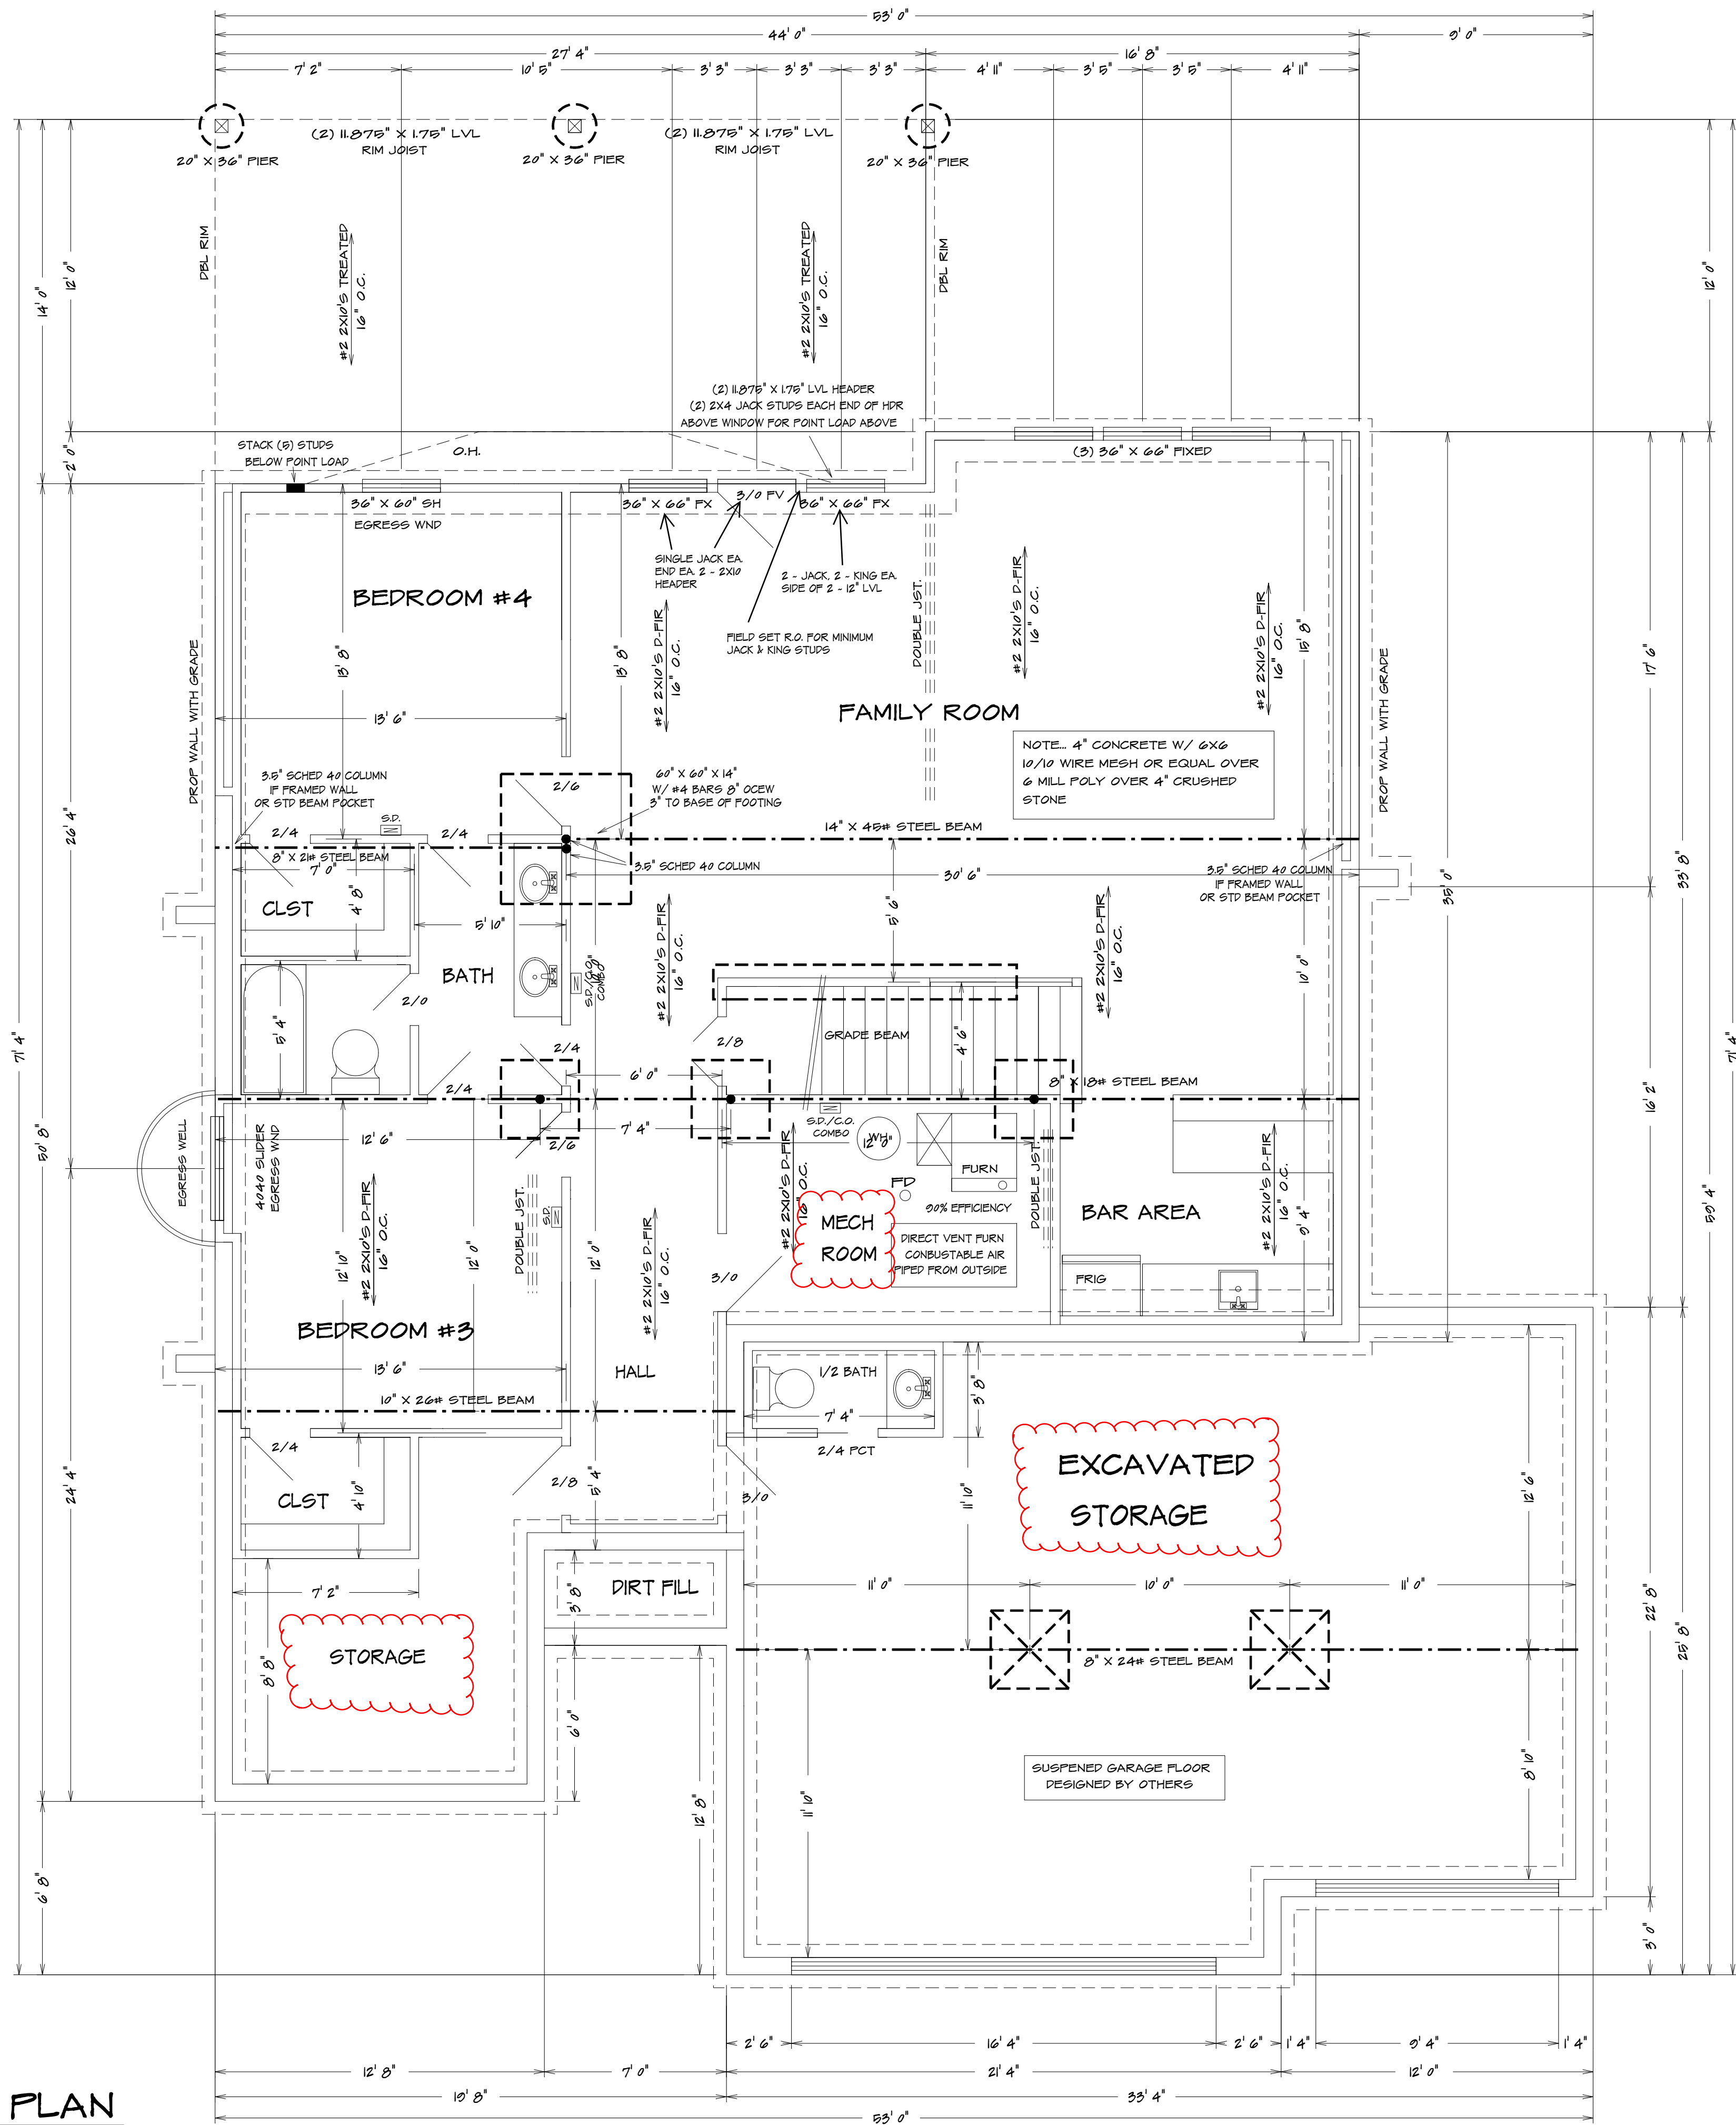 53' 0"
44' 0"
9' 0"
27' 4"
16' 8"
7' 2"
10' 5"
3' 3"
3' 3"
3' 3"
4' 11"
3' 5"
3' 5"
4' 11"
(2) 11.875" X 1.75" LVL
RIM JOIST
(2) 11.875" X 1.75" LVL
RIM JOIST
20" X 36" PIER
20" X 36" PIER
20" X 36" PIER
DBL RIM
#2 2X10'S TREATED
16" O.C.
#2 2X10'S TREATED
16" O.C.
DBL RIM
14' 0"
12' 0"
12' 0"
2' 0"
(2) 11.875" X 1.75" LVL HEADER
(2) 2X4 JACK STUDS EACH END OF HDR
ABOVE WINDOW FOR POINT LOAD ABOVE
STACK (5) STUDS
BELOW POINT LOAD
O.H.
(3) 36" X 66" FIXED
36" X 60" SH
EGRESS WND
36" X 66" FX
3/0 FV
36" X 66" FX
SINGLE JACK EA.
END EA. 2 - 2X10
HEADER
2 - JACK, 2 - KING EA.
SIDE OF 2 - 12" LVL
FIELD SET R.O. FOR MINIMUM
JACK & KING STUDS
BEDROOM #4
13' 8"
13' 8"
13' 6"
#2 2X10'S D-FIR
16" O.C.
DOUBLE JST.
#2 2X10'S D-FIR
16" O.C.
#2 2X10'S D-FIR
16" O.C.
15' 8"
17' 6"
33' 8"
DROP WALL WITH GRADE
DROP WALL WITH GRADE
FAMILY ROOM
NOTE... 4" CONCRETE W/ 6X6
10/10 WIRE MESH OR EQUAL OVER
6 MILL POLY OVER 4" CRUSHED
STONE
3.5" SCHED 40 COLUMN
IF FRAMED WALL
OR STD BEAM POCKET
60" X 60" X 14"
W/ #4 BARS 8" OCEW
3" TO BASE OF FOOTING
2/6
2/4
S.D.
2/4
14" X 45# STEEL BEAM
8" X 21# STEEL BEAM
7' 0"
3.5" SCHED 40 COLUMN
30' 6"
3.5" SCHED 40 COLUMN
IF FRAMED WALL
OR STD BEAM POCKET
26' 4"
35' 0"
CLST
4' 8"
5' 10"
5' 6"
BATH
2/0
5' 4"
S.D./C.O.
COMBO
10' 0"
#2 2X10'S D-FIR
16" O.C.
#2 2X10'S D-FIR
16" O.C.
10' 0"
GRADE BEAM
4' 6"
2/4
2/8
2/4
6' 0"
8" X 18# STEEL BEAM
71' 4"
50' 8"
16' 2"
71' 4"
59' 4"
EGRESS WELL
4040 SLIDER
EGRESS WND
12' 6"
7' 4"
2/6
S.D./C.O.
COMBO
WH
12' 0"
FURN
FD
90% EFFICIENCY
DIRECT VENT FURN
CONBUSTABLE AIR
PIPED FROM OUTSIDE
MECH
ROOM
#2 2X10'S D-FIR
16" O.C.
DOUBLE JST.
BAR AREA
#2 2X10'S D-FIR
16" O.C.
9' 4"
FRIG
#2 2X10'S D-FIR
16" O.C.
12' 10"
12' 0"
DOUBLE JST.
S.D.
12' 0"
#2 2X10'S D-FIR
16" O.C.
3/0
BEDROOM #3
13' 6"
HALL
10" X 26# STEEL BEAM
1/2 BATH
7' 4"
3' 8"
2/4 PCT
2/4
CLST
4' 10"
2/8
5' 4"
3/0
24' 4"
EXCAVATED
STORAGE
11' 10"
12' 6"
7' 2"
3' 8"
DIRT FILL
11' 0"
10' 0"
11' 0"
STORAGE
8' 8"
6' 0"
8" X 24# STEEL BEAM
22' 8"
25' 8"
SUSPENED GARAGE FLOOR
DESIGNED BY OTHERS
11' 10"
8' 10"
12' 8"
6' 8"
3' 0"
2' 6"
16' 4"
2' 6"
1' 4"
9' 4"
1' 4"
12' 8"
7' 0"
21' 4"
12' 0"
19' 8"
33' 4"
53' 0"
PLAN